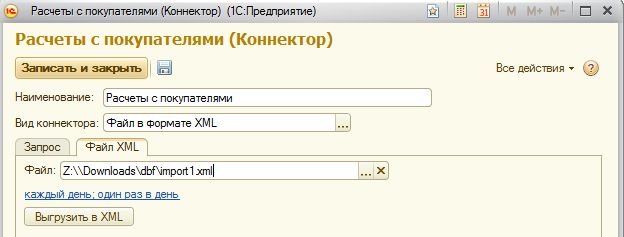 Расчеты с покупателями (Коннектор) (1С:Предприятие)
M M+ M-
Расчеты с покупателями (Коннектор)
Записать и закрыть Все действия ?
Наименование: Расчеты с покупателями
Вид коннектора: Файл в формате XML ...
Запрос Файл XML
Файл: Z:\\Downloads\dbf\import1.xml ...
каждый день; один раз в день
Выгрузить в XML